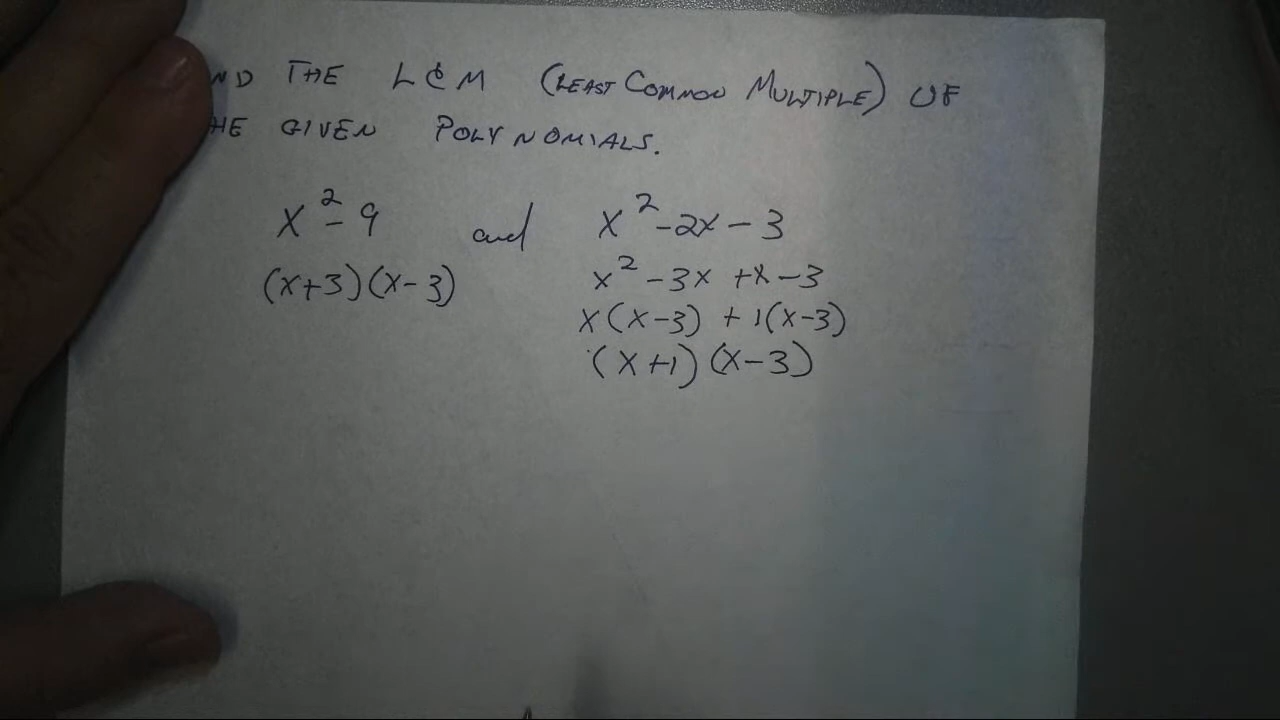 ND THE LCM (LEAST COMMON MULTIPLE) OF
HE GIVEN POLYNOMIALS.
x² - 9 and x² - 2x - 3
(x+3)(x-3) x² - 3x + x - 3
x(x-3) + 1(x-3)
(x+1)(x-3)